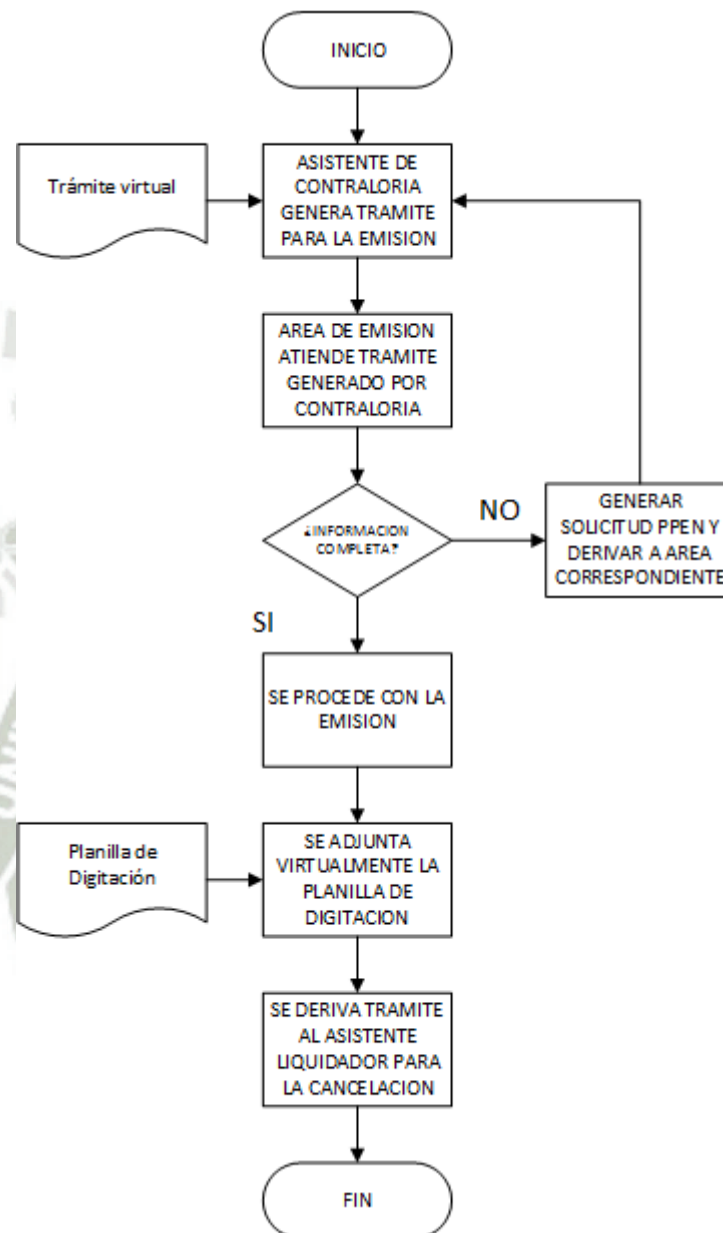 INICIO
Trámite virtual
ASISTENTE DE
CONTRALORIA
GENERA TRAMITE
PARA LA EMISION
AREA DE EMISION
ATIENDE TRAMITE
GENERADO POR
CONTRALORIA
¿INFORMACION
COMPLETA?
NO
GENERAR
SOLICITUD PPEN Y
DERIVAR A AREA
CORRESPONDIENTE
SI
SE PROCEDE CON LA
EMISION
Planilla de
Digitación
SE ADJUNTA
VIRTUALMENTE LA
PLANILLA DE
DIGITACION
SE DERIVA TRAMITE
AL ASISTENTE
LIQUIDADOR PARA
LA CANCELACION
FIN